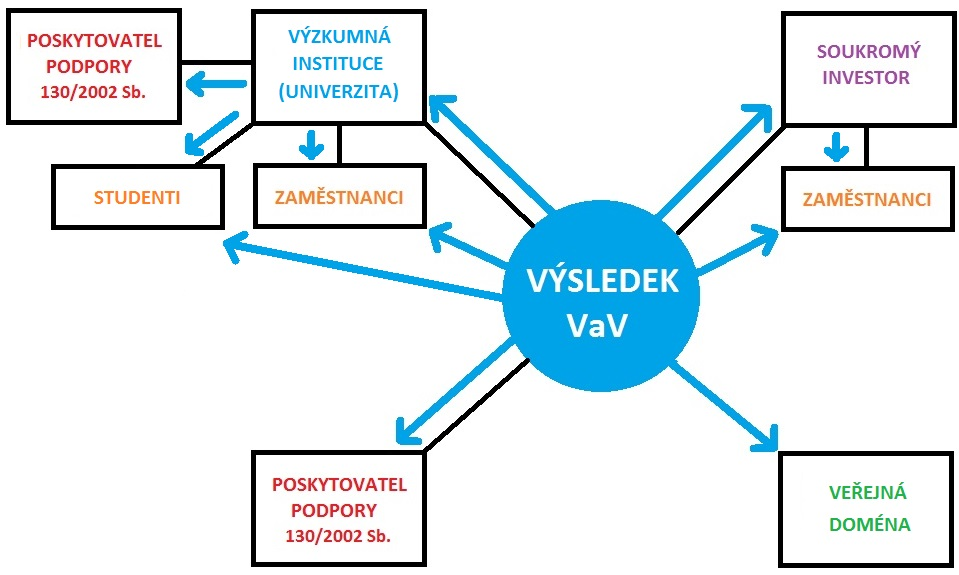 POSKYTOVATEL
PODPORY
130/2002 Sb.
VÝZKUMNÁ
INSTITUCE
(UNIVERZITA)
SOUKROMÝ
INVESTOR
STUDENTI
ZAMĚSTNANCI
ZAMĚSTNANCI
VÝSLEDEK
VaV
POSKYTOVATEL
PODPORY
130/2002 Sb.
VEŘEJNÁ
DOMÉNA